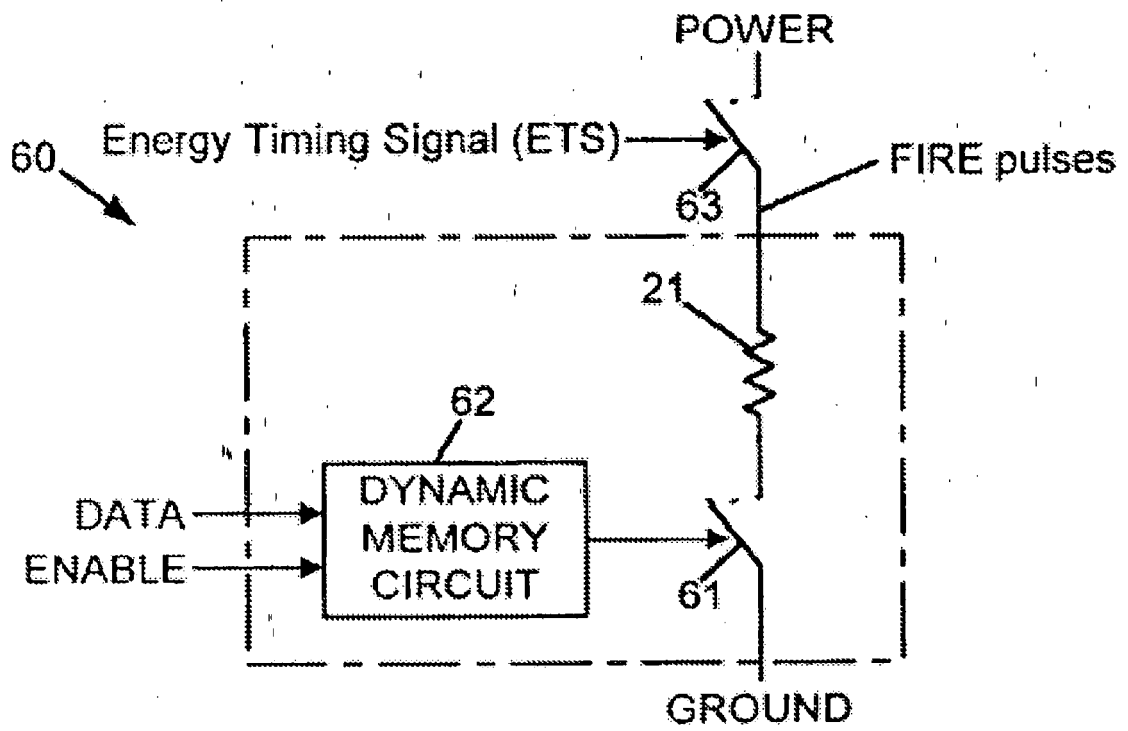 POWER
Energy Timing Signal (ETS)
60
FIRE pulses
63
21
62
DYNAMIC
MEMORY
CIRCUIT
DATA
ENABLE
61
GROUND